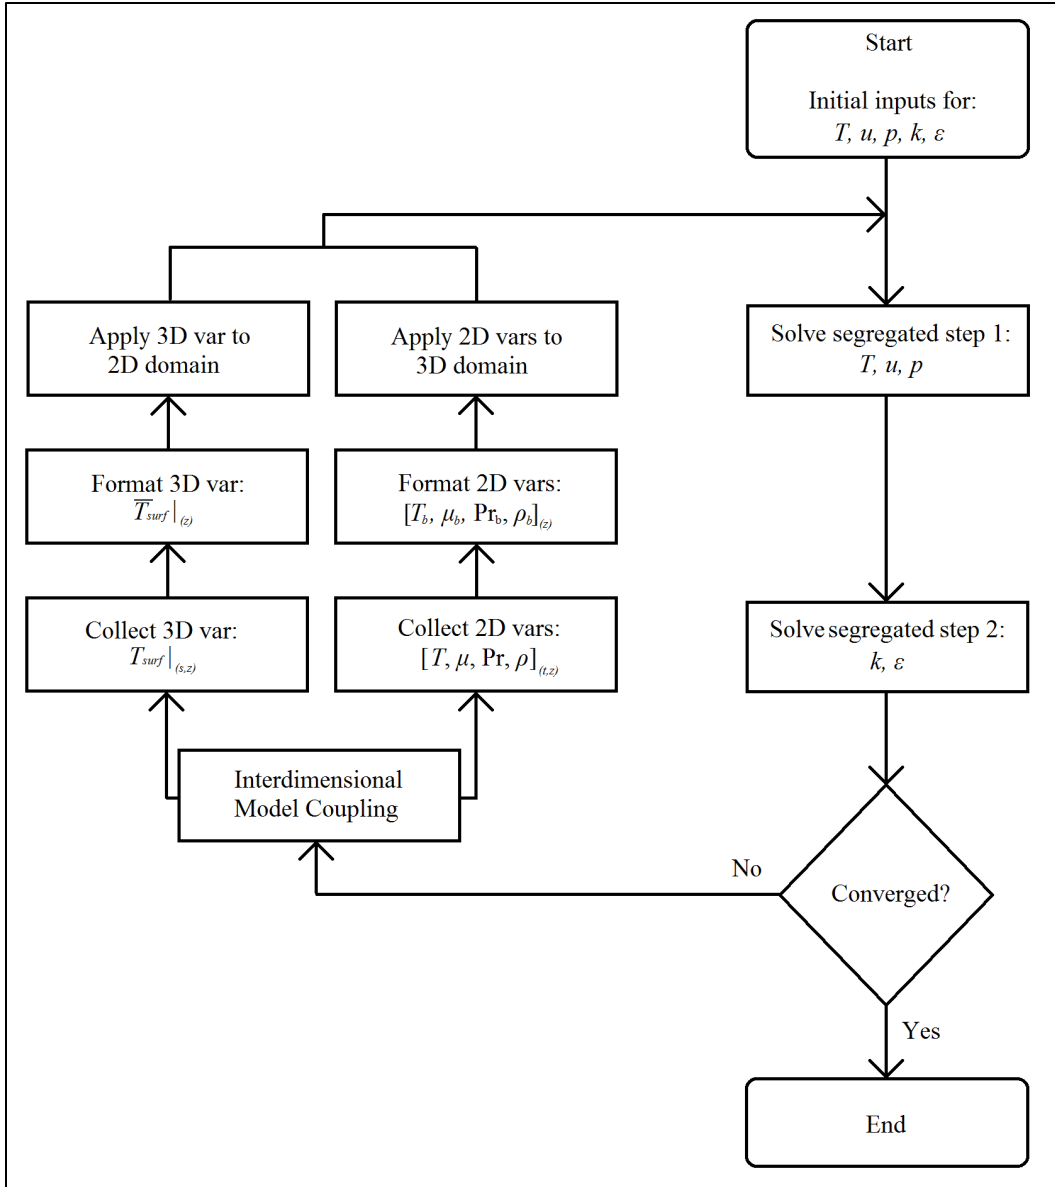 Start
Initial inputs for:
T, u, p, k, ε
Solve segregated step 1:
T, u, p
Solve segregated step 2:
k, ε
Converged?
No
Yes
End
Interdimensional
Model Coupling
Collect 3D var:
Tsurf|(s,z)
Format 3D var:
T̅surf|(z)
Apply 3D var to
2D domain
Collect 2D vars:
[T, μ, Pr, ρ](t,z)
Format 2D vars:
[Tb, μb, Prb, ρb](z)
Apply 2D vars to
3D domain